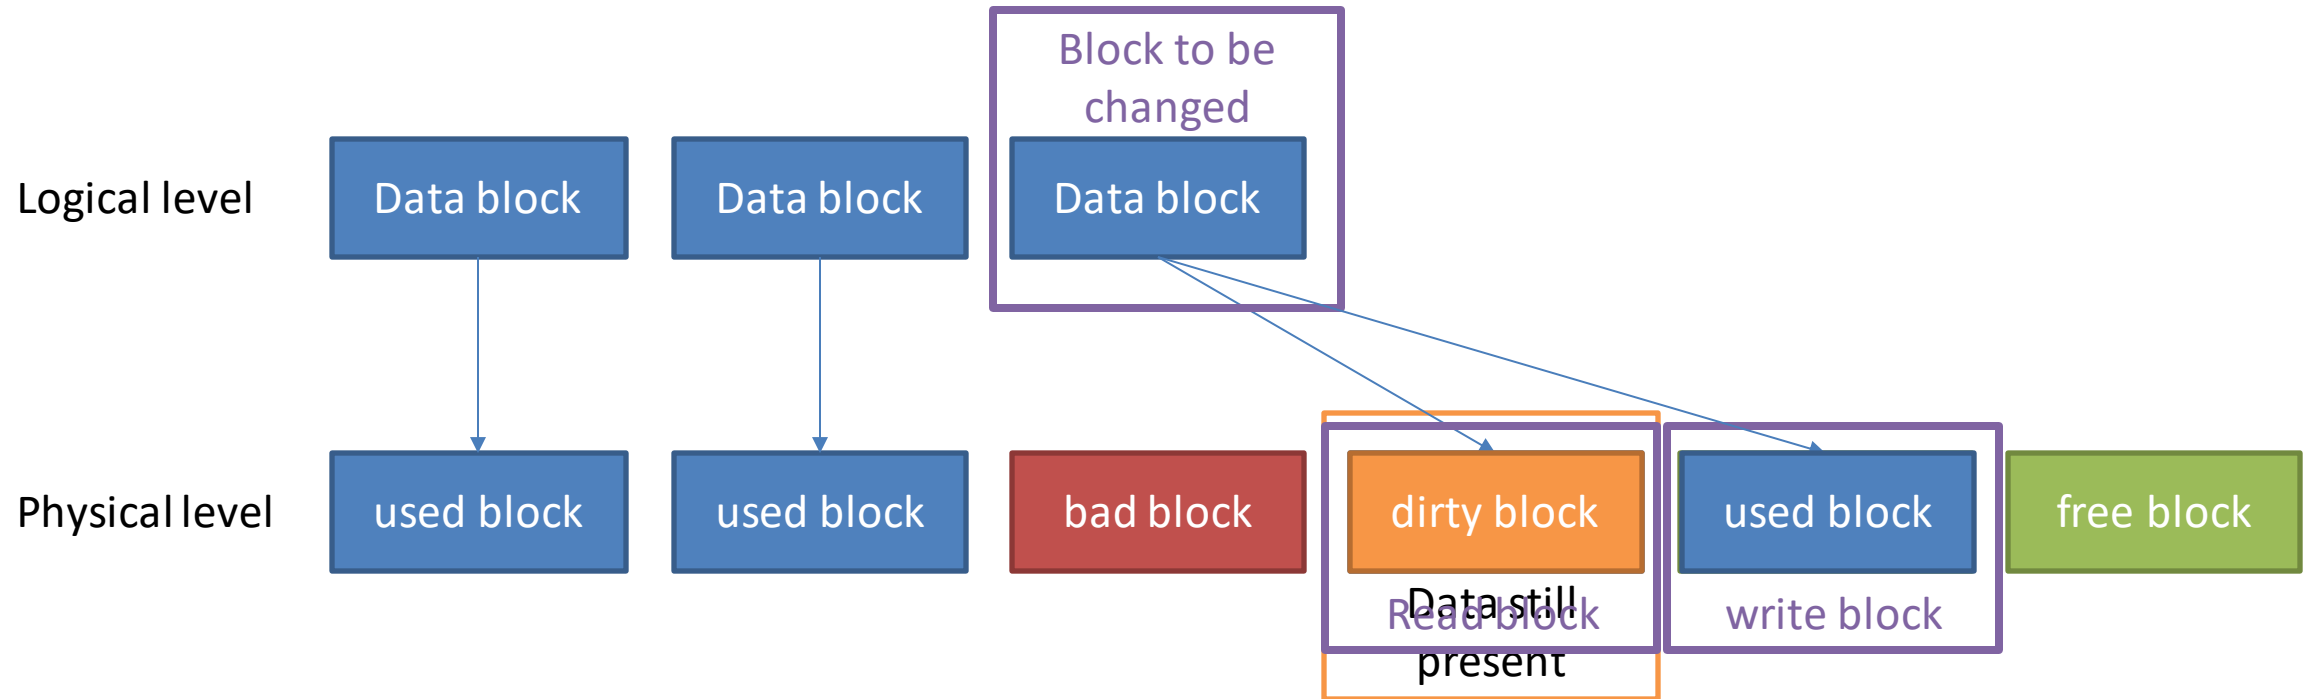 Block to be
changed
Logical level
Data block
Data block
Data block
Physical level
used block
used block
bad block
dirty block
used block
free block
Data still
present
Read block
write block